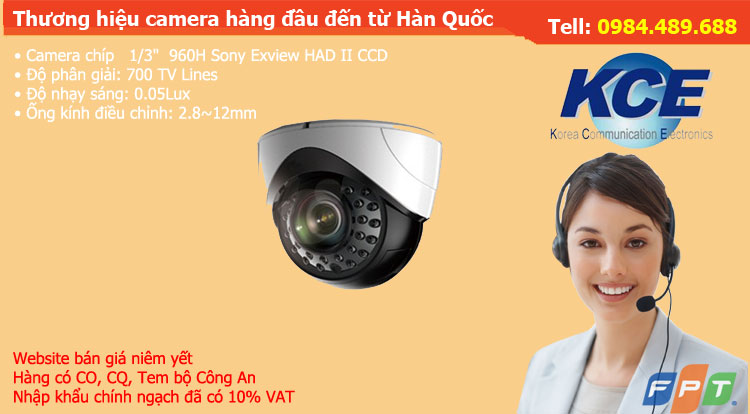 Thương hiệu camera hàng đầu đến từ Hàn Quốc
Tell: 0984.489.688
• Camera chíp 1/3" 960H Sony Exview HAD II CCD
• Độ phân giải: 700 TV Lines
• Độ nhạy sáng: 0.05Lux
• Ống kính điều chỉnh: 2.8~12mm
KCE
Korea Communication Electronics
Website bán giá niêm yết
Hàng có CO, CQ, Tem bộ Công An
Nhập khẩu chính ngạch đã có 10% VAT
FPT